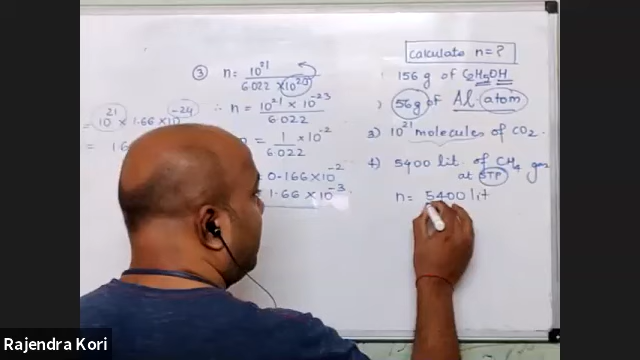 calculate n=?
156 g of C2H5OH
) 56g of Al atom
3) 10^21 molecules of CO2.
4) 5400 lit. of CH4 gas
at STP
n= 5400 lit
③ n= 10^21
6.022 ×10^23
∴ n= 10^21 × 10^-23
6.022
= 1 ×10^-2
6.022
0.166×10^-2
1.66 ×10^-3
= 10^21 × 1.66 ×10^-24
=
Rajendra Kori